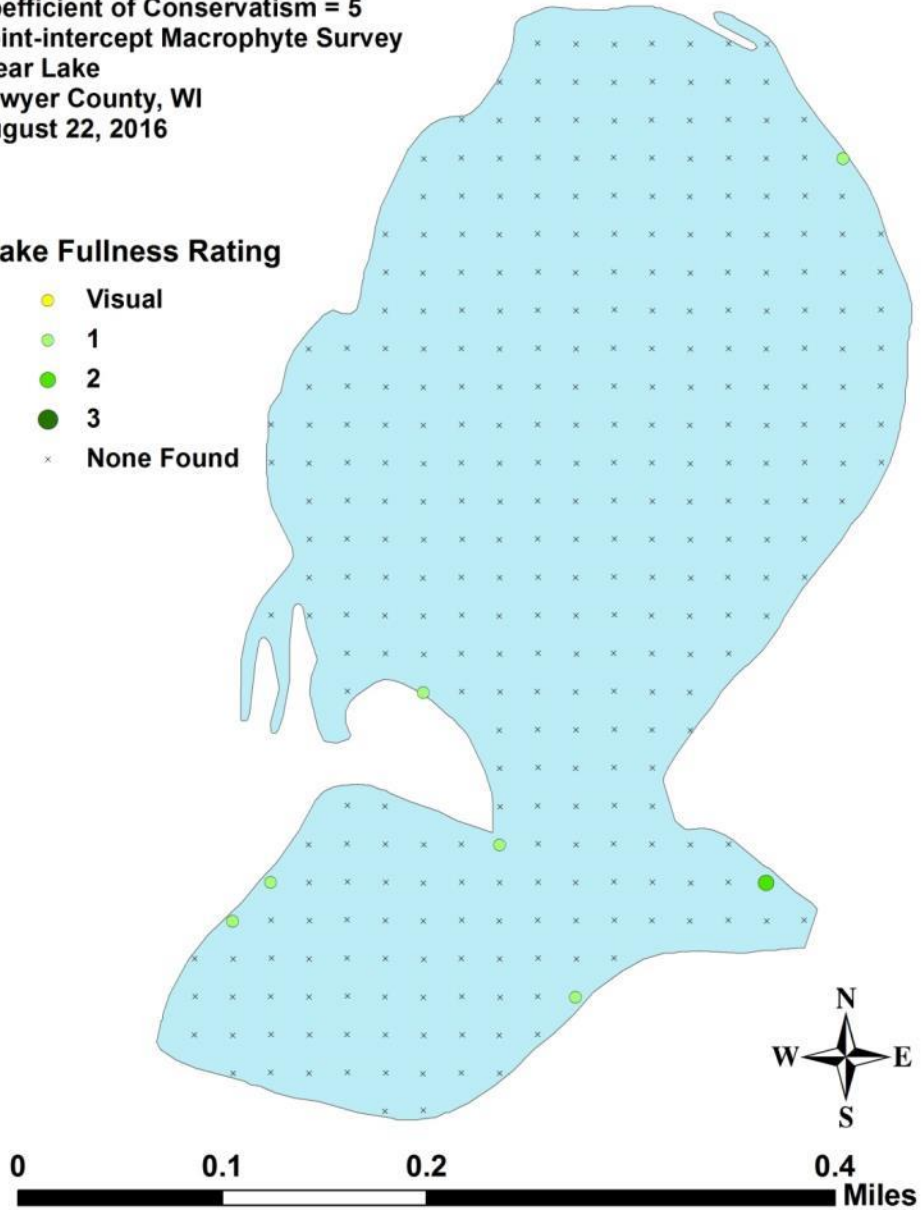 efficient of Conservatism = 5
int-intercept Macrophyte Survey
ear Lake
wyer County, WI
gust 22, 2016
ake Fullness Rating
Visual
1
2
3
None Found
N
W E
S
0 0.1 0.2 0.4
Miles